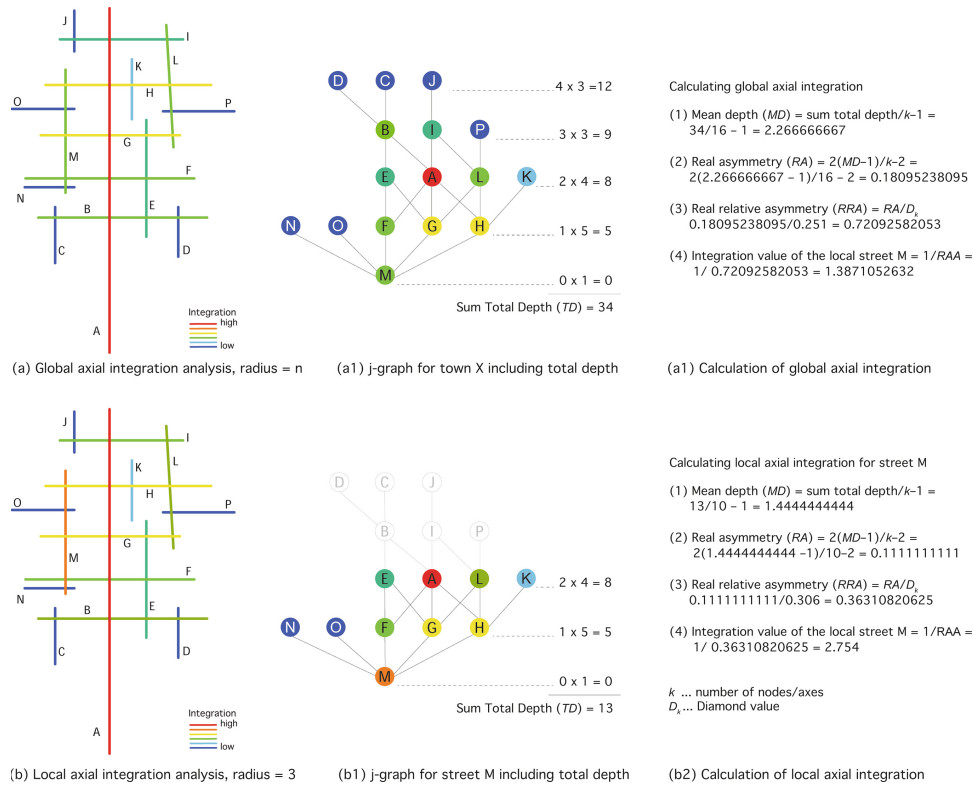 J
I
L
K
H
O
P
G
M
F
N
B
E
C
D
A
Integration
high
low
(a) Global axial integration analysis, radius = n
D C J
4 x 3 =12
B I P
3 x 3 = 9
E A L K
2 x 4 = 8
N O F G H
1 x 5 = 5
M
0 x 1 = 0
Sum Total Depth (TD) = 34
(a1) j-graph for town X including total depth
Calculating global axial integration
(1) Mean depth (MD) = sum total depth/k–1 =
34/16 – 1 = 2.266666667
(2) Real asymmetry (RA) = 2(MD–1)/k–2 =
2(2.266666667 – 1)/16 – 2 = 0.18095238095
(3) Real relative asymmetry (RRA) = RA/Dk
0.18095238095/0.251 = 0.72092582053
(4) Integration value of the local street M = 1/RAA =
1/ 0.72092582053 = 1.3871052632
(a1) Calculation of global axial integration
J
I
L
K
H
O
P
G
M
F
N
B
E
C
D
A
Integration
high
low
(b) Local axial integration analysis, radius = 3
D C J
B I P
E A L K
2 x 4 = 8
N O F G H
1 x 5 = 5
M
0 x 1 = 0
Sum Total Depth (TD) = 13
(b1) j-graph for street M including total depth
Calculating local axial integration for street M
(1) Mean depth (MD) = sum total depth/k–1 =
13/10 – 1 = 1.4444444444
(2) Real asymmetry (RA) = 2(MD–1)/k–2 =
2(1.4444444444 –1)/10–2 = 0.1111111111
(3) Real relative asymmetry (RRA) = RA/Dk
0.1111111111/0.306 = 0.36310820625
(4) Integration value of the local street M = 1/RAA =
1/ 0.36310820625 = 2.754
k ... number of nodes/axes
Dk ... Diamond value
(b2) Calculation of local axial integration